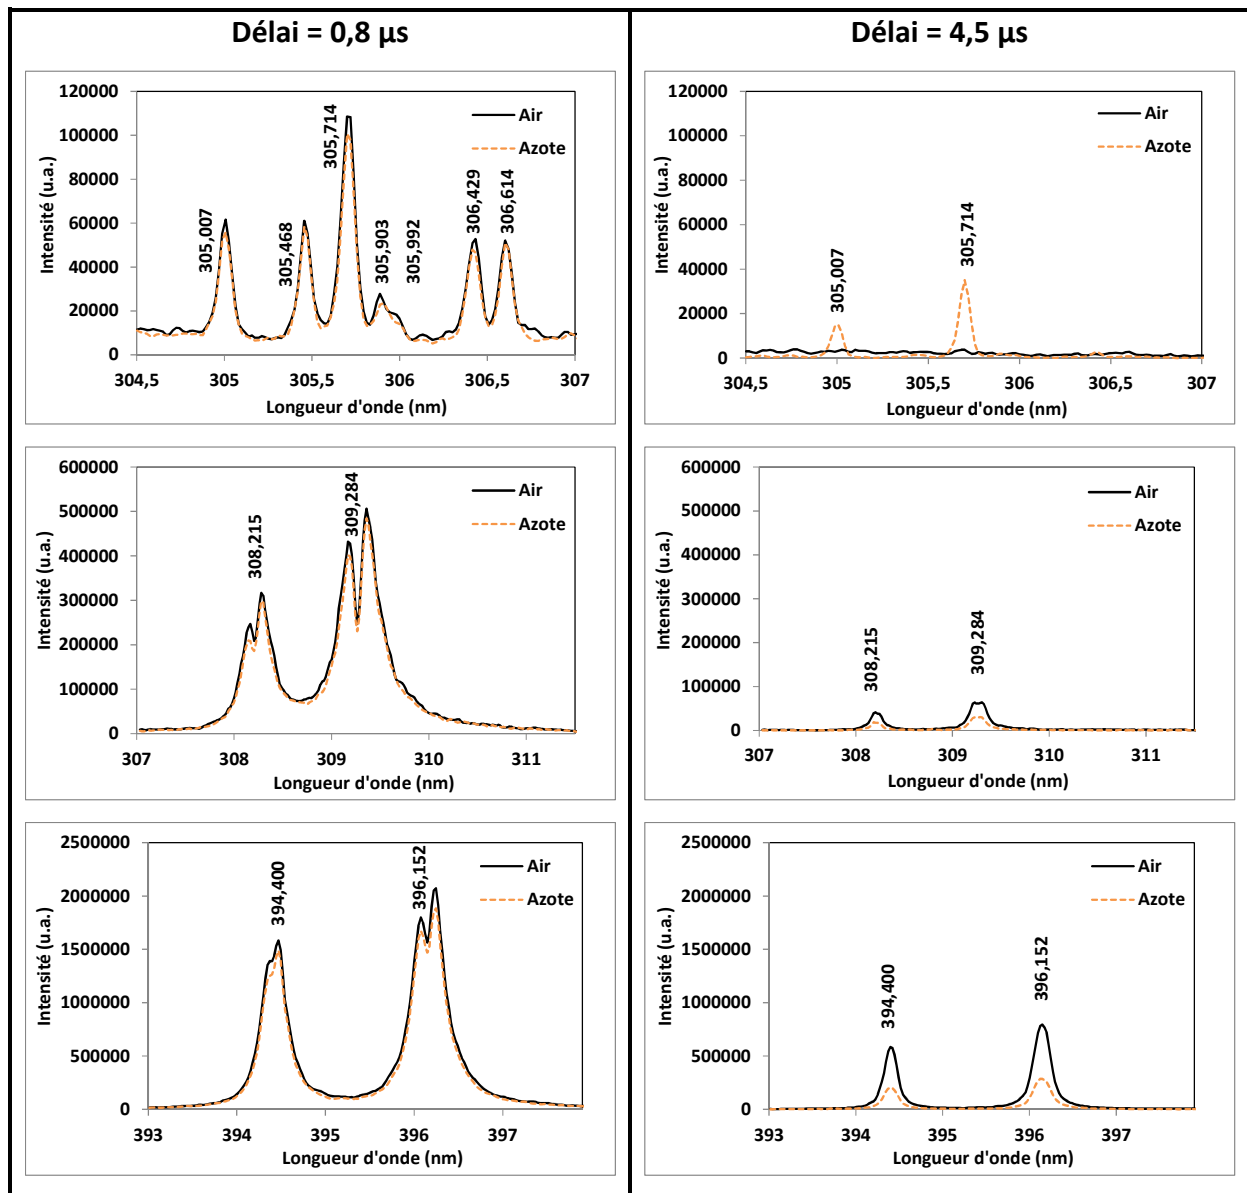 Délai = 0,8 µs
Délai = 4,5 µs
Intensité (u.a.)
120000
100000
80000
60000
40000
20000
0
305,007
305,468
305,714
305,903
305,992
306,429
306,614
Air
Azote
304,5 305 305,5 306 306,5 307
Longueur d'onde (nm)
Intensité (u.a.)
120000
100000
80000
60000
40000
20000
0
305,007
305,714
Air
Azote
304,5 305 305,5 306 306,5 307
Longueur d'onde (nm)
Intensité (u.a.)
600000
500000
400000
300000
200000
100000
0
308,215
309,284
Air
Azote
307 308 309 310 311
Longueur d'onde (nm)
Intensité (u.a.)
600000
500000
400000
300000
200000
100000
0
308,215
309,284
Air
Azote
307 308 309 310 311
Longueur d'onde (nm)
Intensité (u.a.)
2500000
2000000
1500000
1000000
500000
0
394,400
396,152
Air
Azote
393 394 395 396 397
Longueur d'onde (nm)
Intensité (u.a.)
2500000
2000000
1500000
1000000
500000
0
394,400
396,152
Air
Azote
393 394 395 396 397
Longueur d'onde (nm)